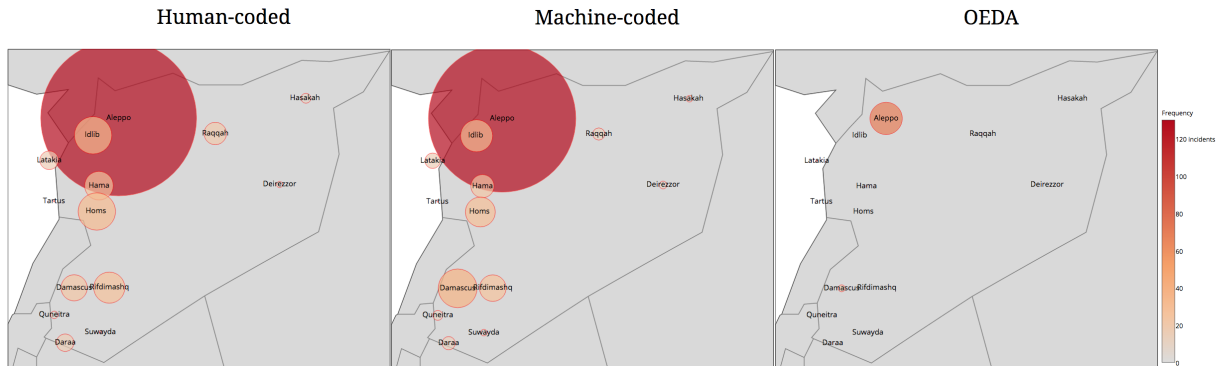 Human-coded
Hasakah
Aleppo
Idlib
Raqqah
Latakia
Hama
Deirezzor
Tartus
Homs
Damascus
Rifdimashq
Quneitra
Suwayda
Daraa
Machine-coded
Hasakah
Aleppo
Idlib
Raqqah
Latakia
Hama
Deirezzor
Tartus
Homs
Damascus
Rifdimashq
Quneitra
Suwayda
Daraa
OEDA
Hasakah
Aleppo
Idlib
Raqqah
Latakia
Hama
Deirezzor
Tartus
Homs
Damascus
Rifdimashq
Quneitra
Suwayda
Daraa
Frequency
120 Incidents
100
80
60
40
20
0